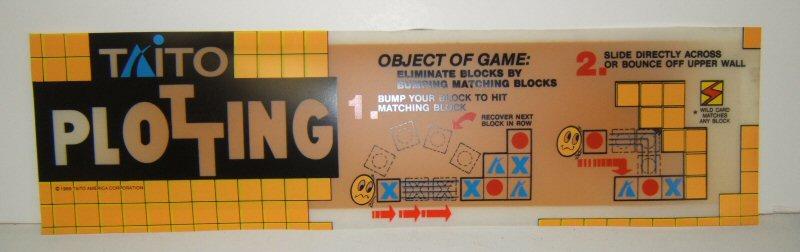 TAITO
PLOTTING
© 1989 TAITO AMERICA CORPORATION
OBJECT OF GAME:
ELIMINATE BLOCKS BY
BUMPING MATCHING BLOCKS
1.
BUMP YOUR BLOCK TO HIT
MATCHING BLOCK
RECOVER NEXT
BLOCK IN ROW
2.
SLIDE DIRECTLY ACROSS
OR BOUNCE OFF UPPER WALL
* WILD CARD
MATCHES
ANY BLOCK